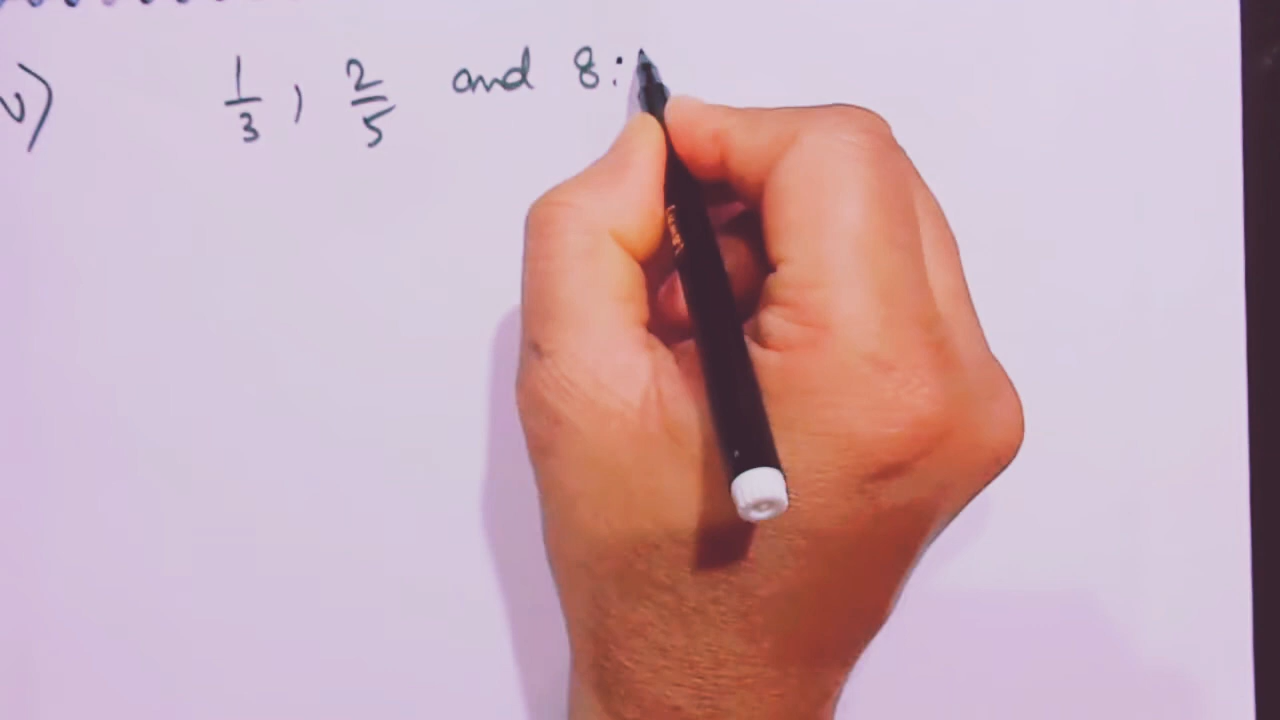 v) 1/3 , 2/5 and 8: